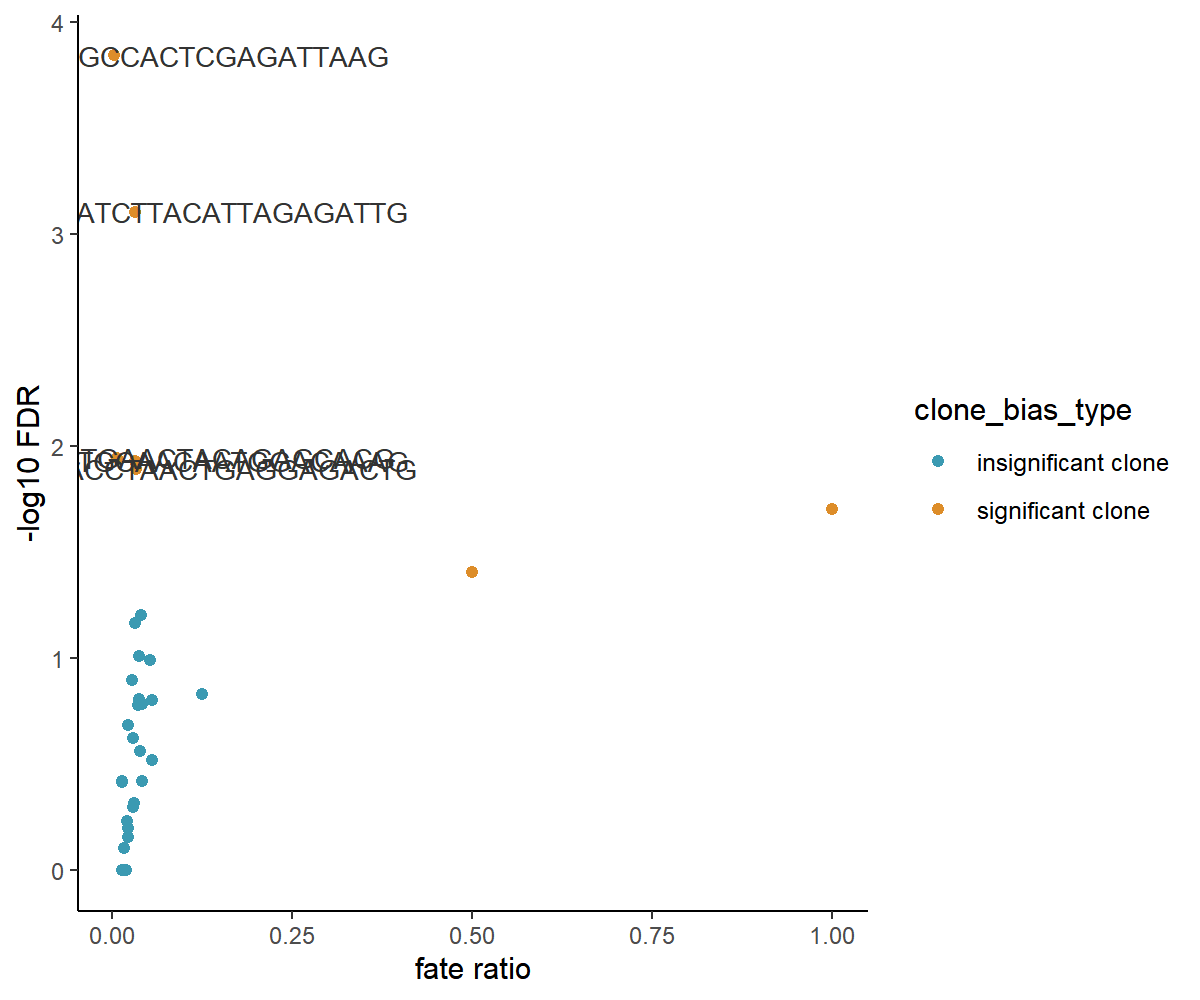 4
GCCACTCGAGATTAAG
ATCTTACATTAGAGATTG
3
2
1
0
-log10 FDR
clone_bias_type
insignificant clone
significant clone
0.00 0.25 0.50 0.75 1.00
fate ratio